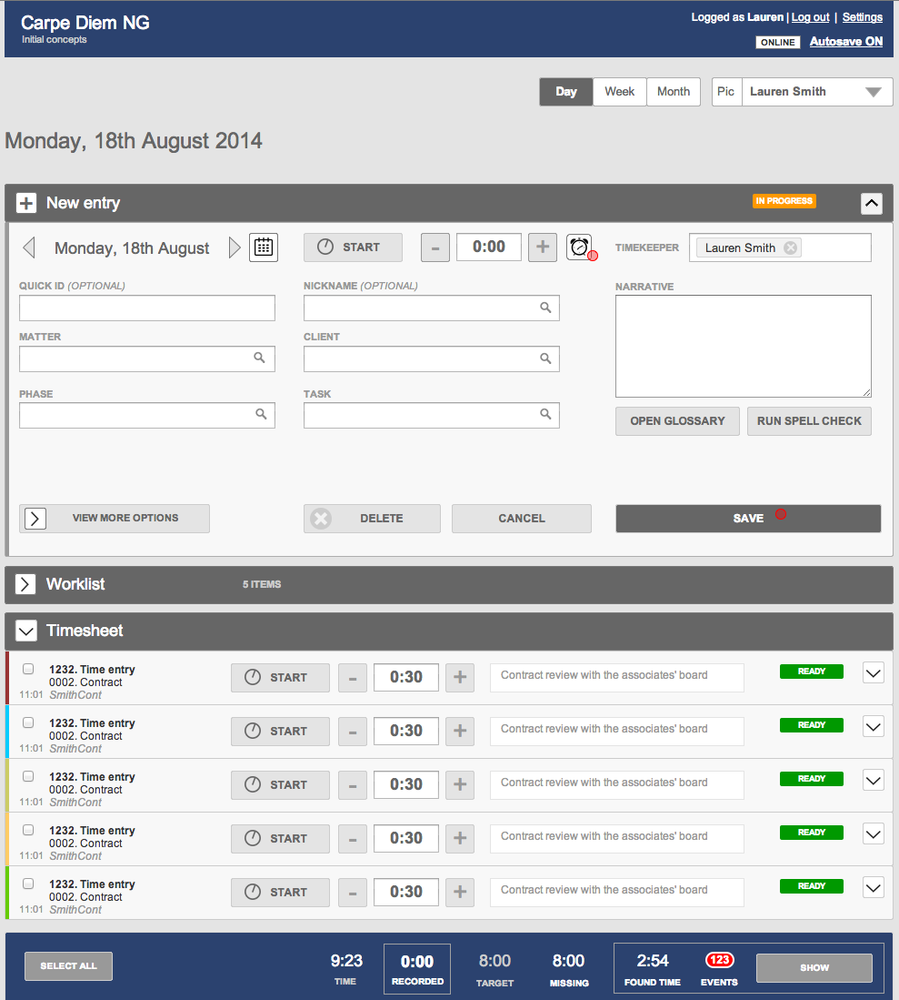 Carpe Diem NG
Initial concepts
Logged as Lauren | Log out | Settings
ONLINE Autosave ON
Day Week Month Pic Lauren Smith
Monday, 18th August 2014
New entry IN PROGRESS
Monday, 18th August START - 0:00 + TIMEKEEPER Lauren Smith
QUICK ID (OPTIONAL) NICKNAME (OPTIONAL) NARRATIVE
MATTER CLIENT
PHASE TASK
OPEN GLOSSARY RUN SPELL CHECK
VIEW MORE OPTIONS DELETE CANCEL SAVE
Worklist 5 ITEMS
Timesheet
1232. Time entry
0002. Contract
11:01 SmithCont
START - 0:30 + Contract review with the associates' board READY
1232. Time entry
0002. Contract
11:01 SmithCont
START - 0:30 + Contract review with the associates' board READY
1232. Time entry
0002. Contract
11:01 SmithCont
START - 0:30 + Contract review with the associates' board READY
1232. Time entry
0002. Contract
11:01 SmithCont
START - 0:30 + Contract review with the associates' board READY
1232. Time entry
0002. Contract
11:01 SmithCont
START - 0:30 + Contract review with the associates' board READY
SELECT ALL
9:23 0:00 8:00 8:00 2:54 123
TIME RECORDED TARGET MISSING FOUND TIME EVENTS
SHOW